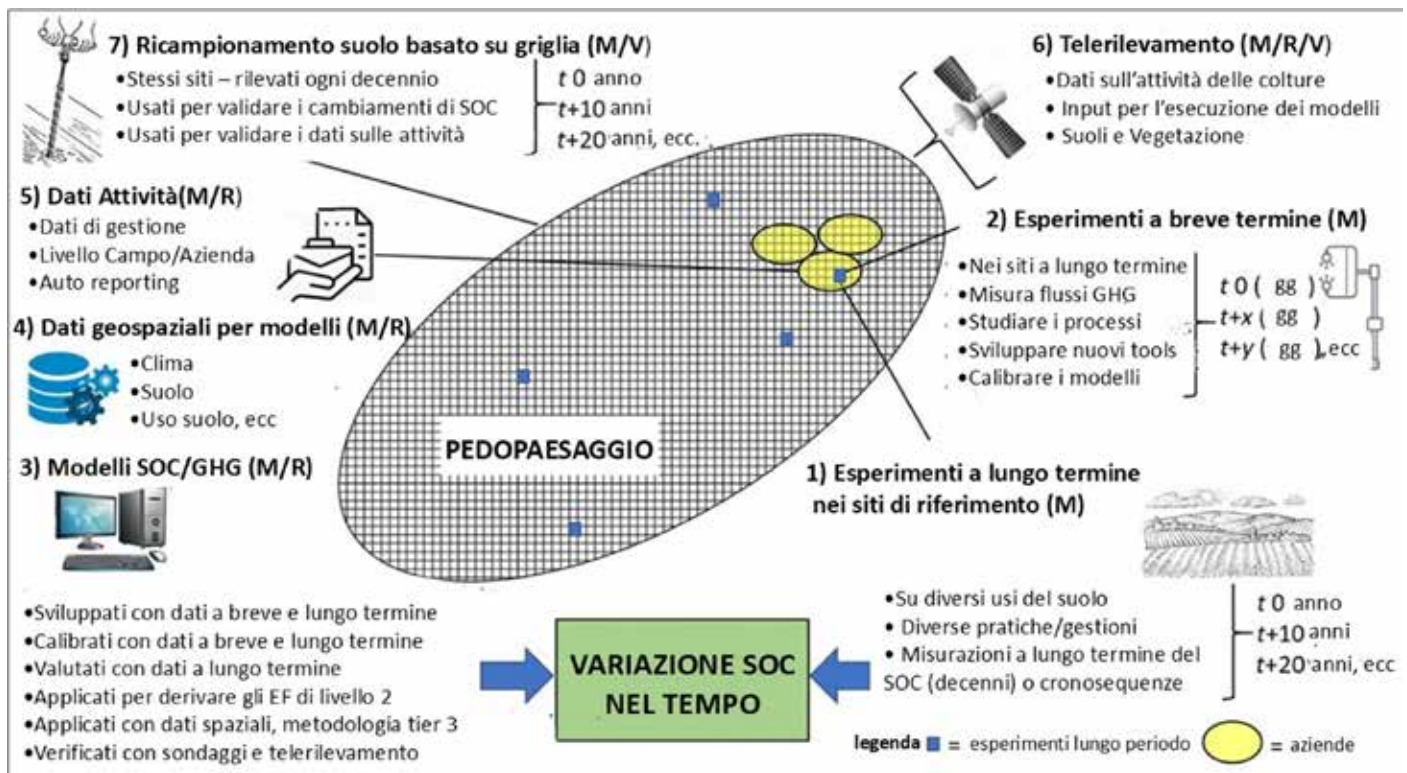 7) Ricampionamento suolo basato su griglia (M/V)
•Stessi siti – rilevati ogni decennio
•Usati per validare i cambiamenti di SOC
•Usati per validare i dati sulle attività
t 0 anno
t+10 anni
t+20 anni, ecc.
6) Telerilevamento (M/R/V)
•Dati sull'attività delle colture
• Input per l'esecuzione dei modelli
• Suoli e Vegetazione
5) Dati Attività(M/R)
• Dati di gestione
•Livello Campo/Azienda
•Auto reporting
2) Esperimenti a breve termine (M)
•Nei siti a lungo termine
•Misura flussi GHG
•Studiare i processi
•Sviluppare nuovi tools
•Calibrare i modelli
t 0 ( gg )
t+x ( gg )
t+y ( gg ),ecc
4) Dati geospaziali per modelli (M/R)
•Clima
•Suolo
•Uso suolo, ecc
PEDOPAESAGGIO
3) Modelli SOC/GHG (M/R)
•Sviluppati con dati a breve e lungo termine
•Calibrati con dati a breve e lungo termine
•Valutati con dati a lungo termine
•Applicati per derivare gli EF di livello 2
•Applicati con dati spaziali, metodologia tier 3
•Verificati con sondaggi e telerilevamento
1) Esperimenti a lungo termine
nei siti di riferimento (M)
•Su diversi usi del suolo
• Diverse pratiche/gestioni
• Misurazioni a lungo termine del
SOC (decenni) o cronosequenze
t 0 anno
t+10 anni
t+20 anni, ecc
VARIAZIONE SOC
NEL TEMPO
legenda = esperimenti lungo periodo = aziende